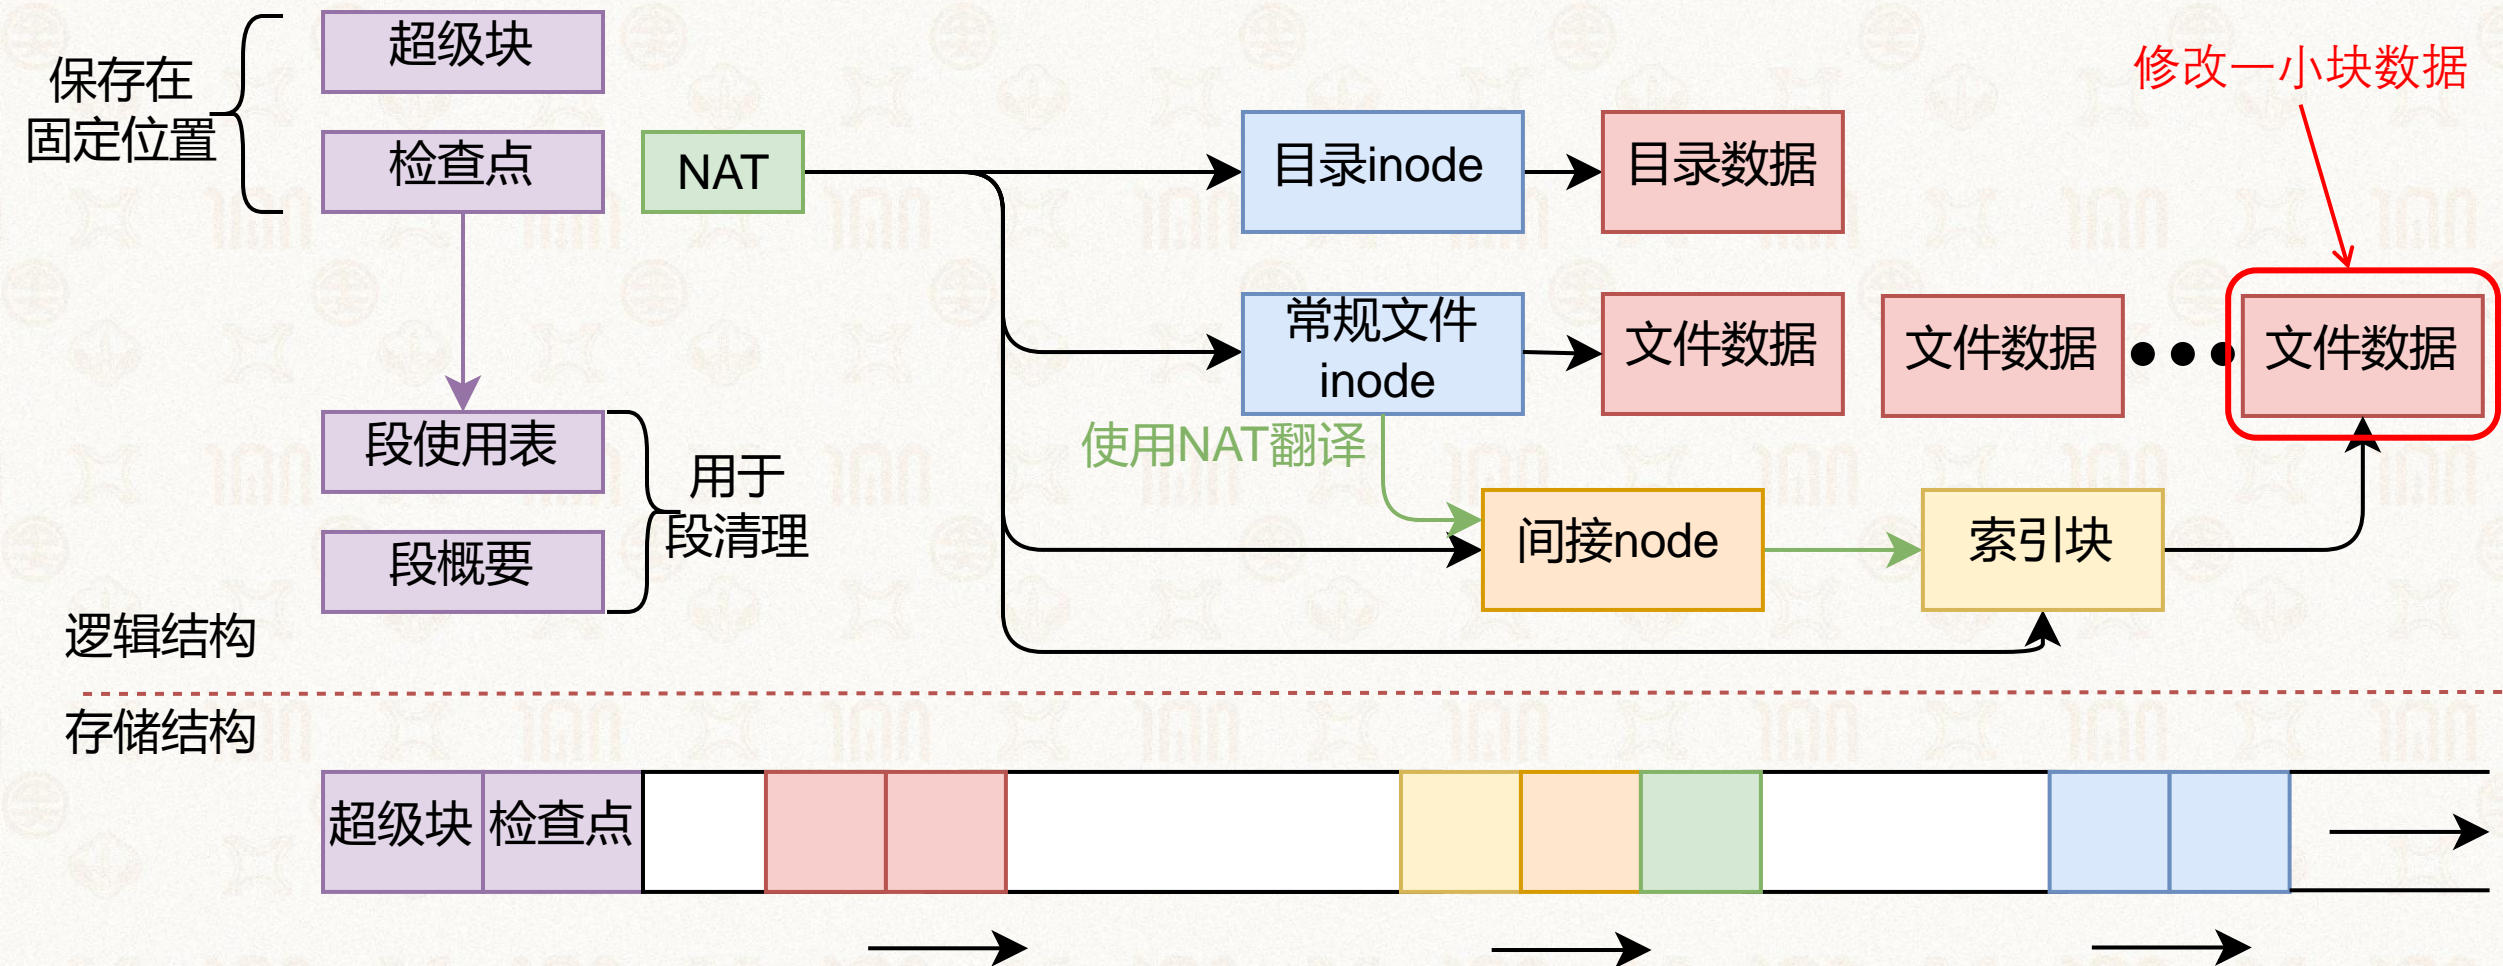 保存在
固定位置
超级块
检查点
NAT
目录inode
目录数据
修改一小块数据
常规文件
inode
文件数据
文件数据
文件数据
使用NAT翻译
段使用表
用于
段清理
段概要
间接node
索引块
逻辑结构
存储结构
超级块
检查点